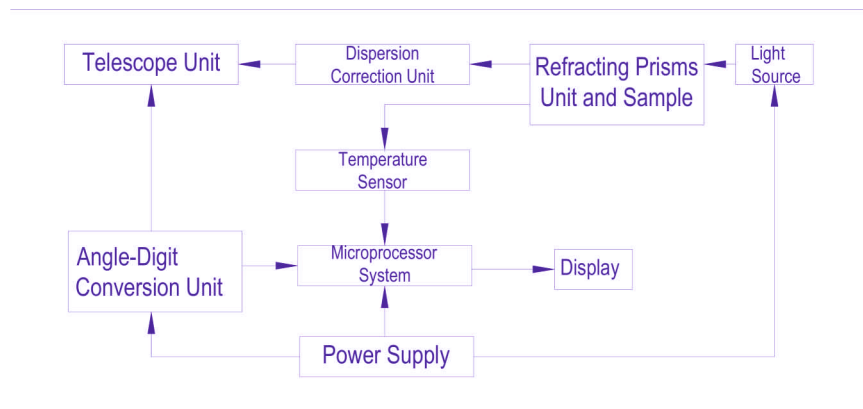 Telescope Unit
Dispersion
Correction Unit
Refracting Prisms
Unit and Sample
Light
Source
Temperature
Sensor
Angle-Digit
Conversion Unit
Microprocessor
System
Display
Power Supply